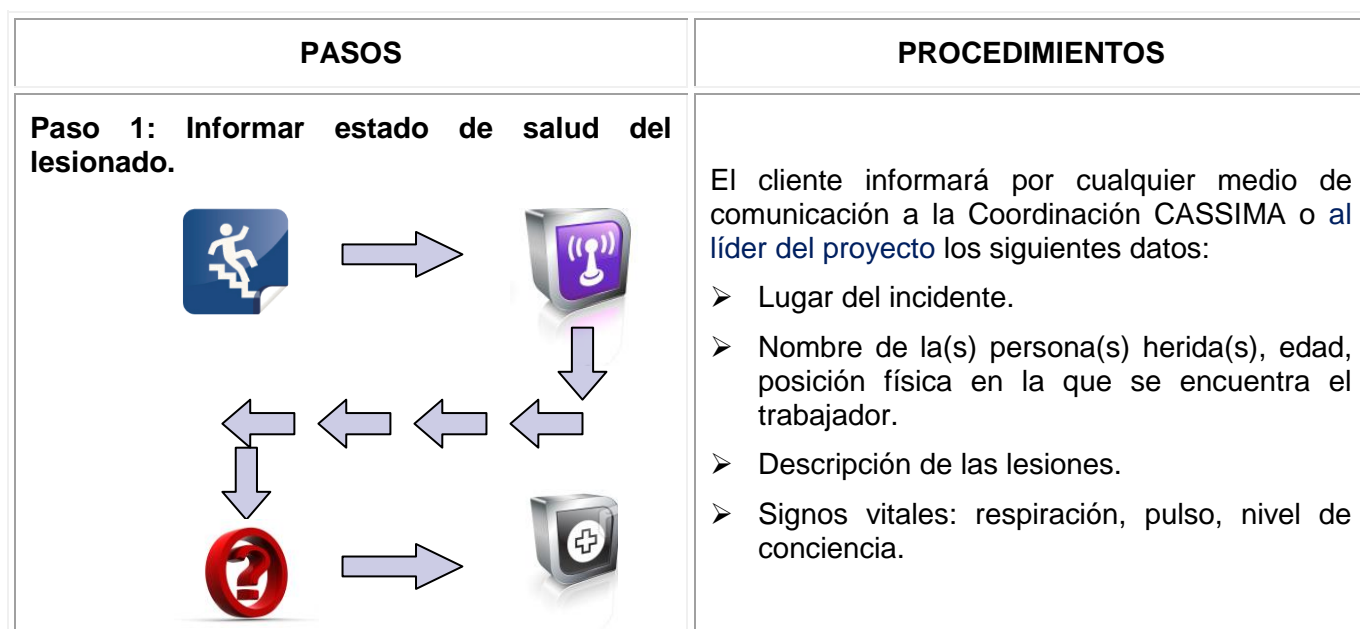 PASOS
PROCEDIMIENTOS
Paso 1: Informar estado de salud del
lesionado.
El cliente informará por cualquier medio de
comunicación a la Coordinación CASSIMA o al
líder del proyecto los siguientes datos:
➢ Lugar del incidente.
➢ Nombre de la(s) persona(s) herida(s), edad,
posición física en la que se encuentra el
trabajador.
➢ Descripción de las lesiones.
➢ Signos vitales: respiración, pulso, nivel de
conciencia.
?